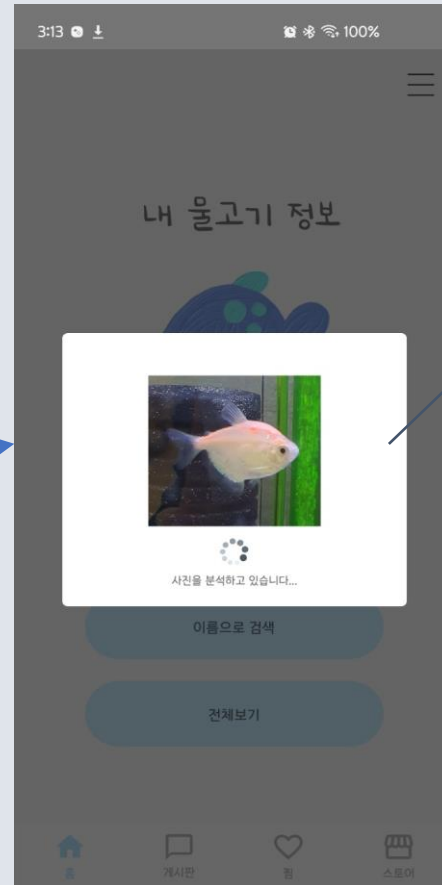 3:13 100%
내 물고기 정보
사진을 분석하고 있습니다...
이름으로 검색
전체보기
홈 게시판 찜 스토어